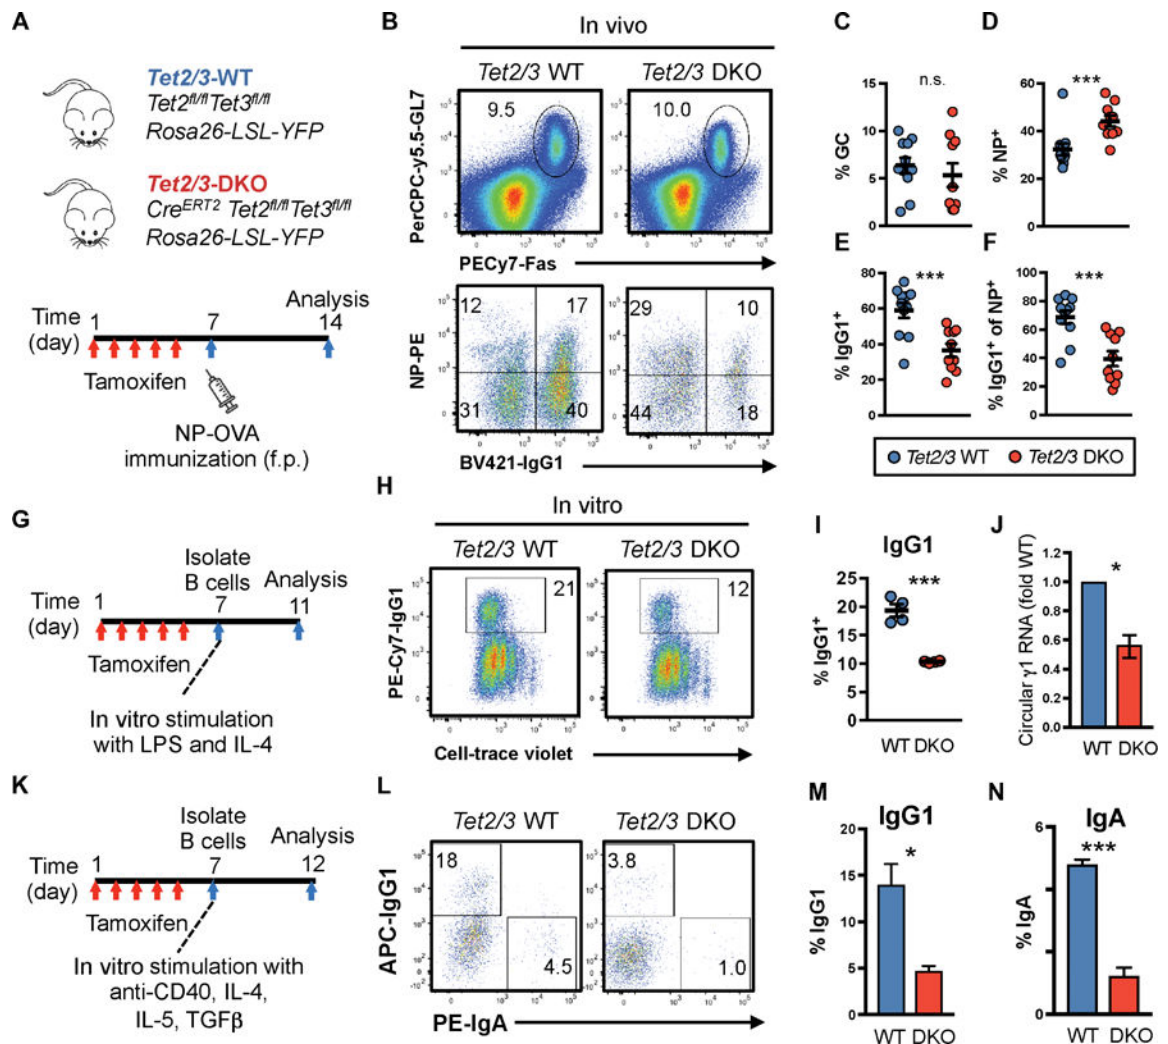 A
Tet2/3-WT
Tet2fl/fl Tet3fl/fl
Rosa26-LSL-YFP
Tet2/3-DKO
CreERT2 Tet2fl/fl Tet3fl/fl
Rosa26-LSL-YFP
Analysis
Time
(day)
1 7 14
Tamoxifen
NP-OVA
immunization (f.p.)
B
In vivo
Tet2/3 WT Tet2/3 DKO
PerCPC-y5.5-GL7
9.5 10.0
PECy7-Fas
NP-PE
12 17 29 10
31 40 44 18
BV421-IgG1
C
n.s.
% GC
15
10
5
0
D
***
% NP+
60
40
20
0
E
***
% IgG1+
80
60
40
20
0
F
***
% IgG1+ of NP+
100
80
60
40
20
0
Tet2/3 WT Tet2/3 DKO
G
Isolate
B cells
Analysis
Time
(day)
1 7 11
Tamoxifen
In vitro stimulation
with LPS and IL-4
H
In vitro
Tet2/3 WT Tet2/3 DKO
PE-Cy7-IgG1
21 12
Cell-trace violet
I
IgG1
***
% IgG1+
25
20
15
10
5
0
WT DKO
J
*
Circular γ1 RNA (fold WT)
1.2
1.0
0.8
0.6
0.4
0.2
0.0
WT DKO
K
Isolate
B cells
Analysis
Time
(day)
1 7 12
Tamoxifen
In vitro stimulation with
anti-CD40, IL-4,
IL-5, TGFβ
L
Tet2/3 WT Tet2/3 DKO
APC-IgG1
18 3.8
4.5 1.0
PE-IgA
M
IgG1
*
% IgG1
20
15
10
5
0
WT DKO
N
IgA
***
% IgA
6
4
2
0
WT DKO